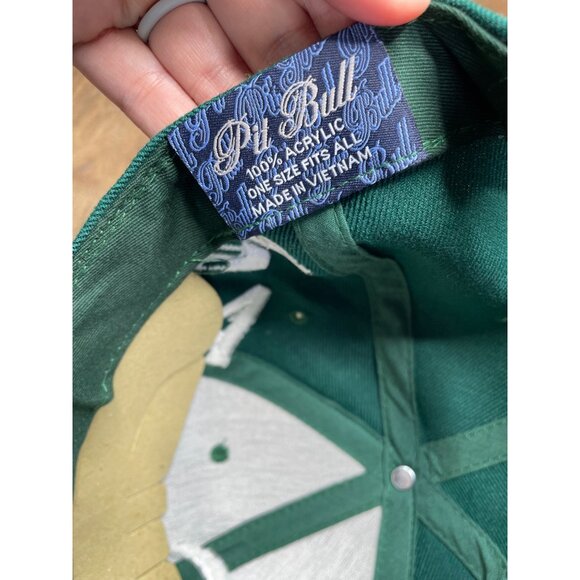 Pit Bull
100% ACRYLIC
ONE SIZE FITS ALL
MADE IN VIETNAM